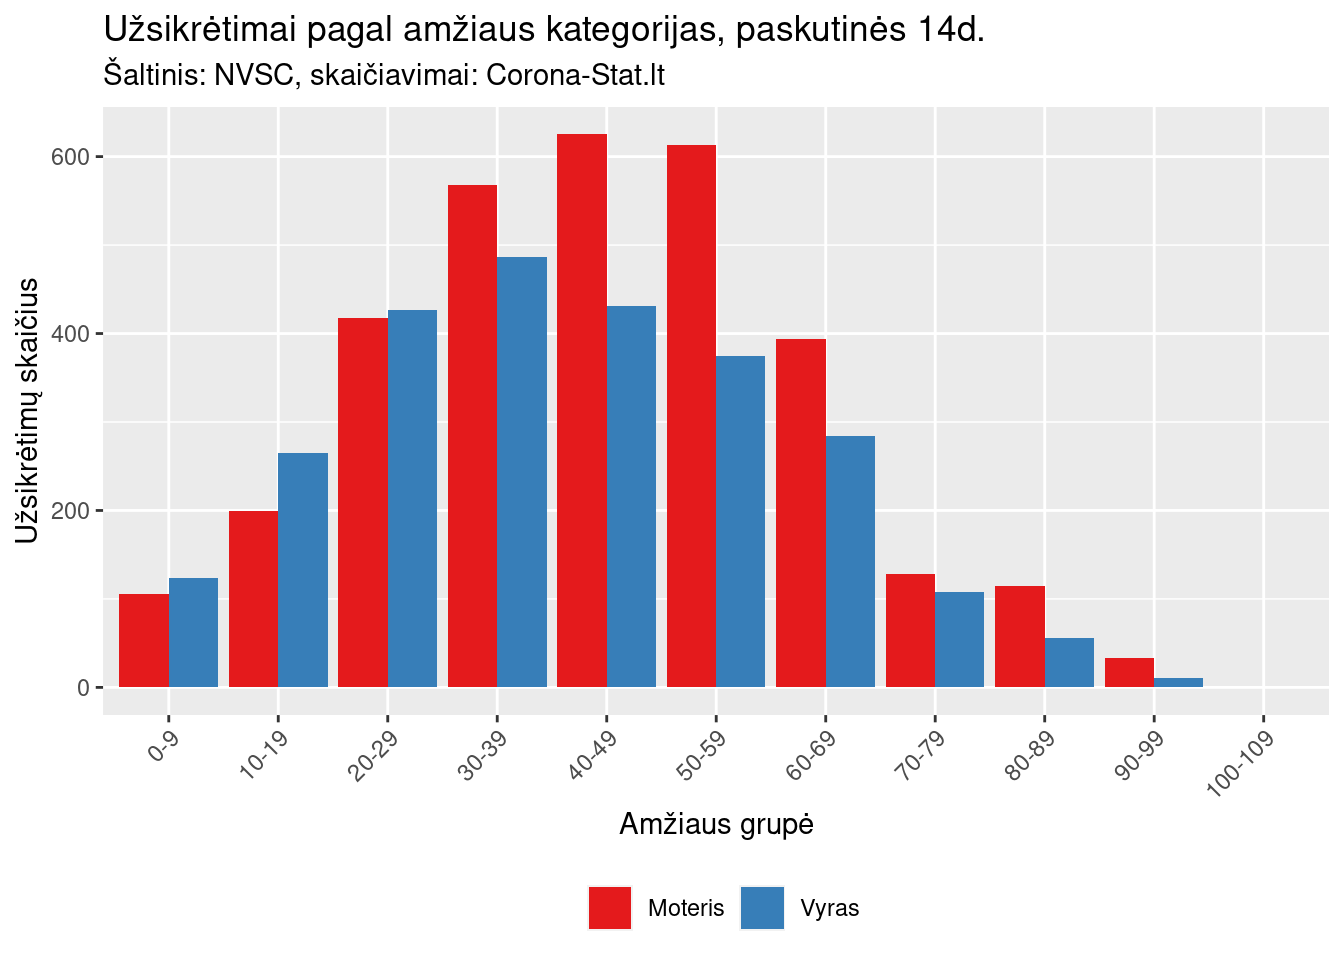 Užsikrėtimai pagal amžiaus kategorijas, paskutinės 14d.
Šaltinis: NVSC, skaičiavimai: Corona-Stat.lt
Užsikrėtimų skaičius
600
400
200
0
0-9
10-19
20-29
30-39
40-49
50-59
60-69
70-79
80-89
90-99
100-109
Amžiaus grupė
Moteris
Vyras